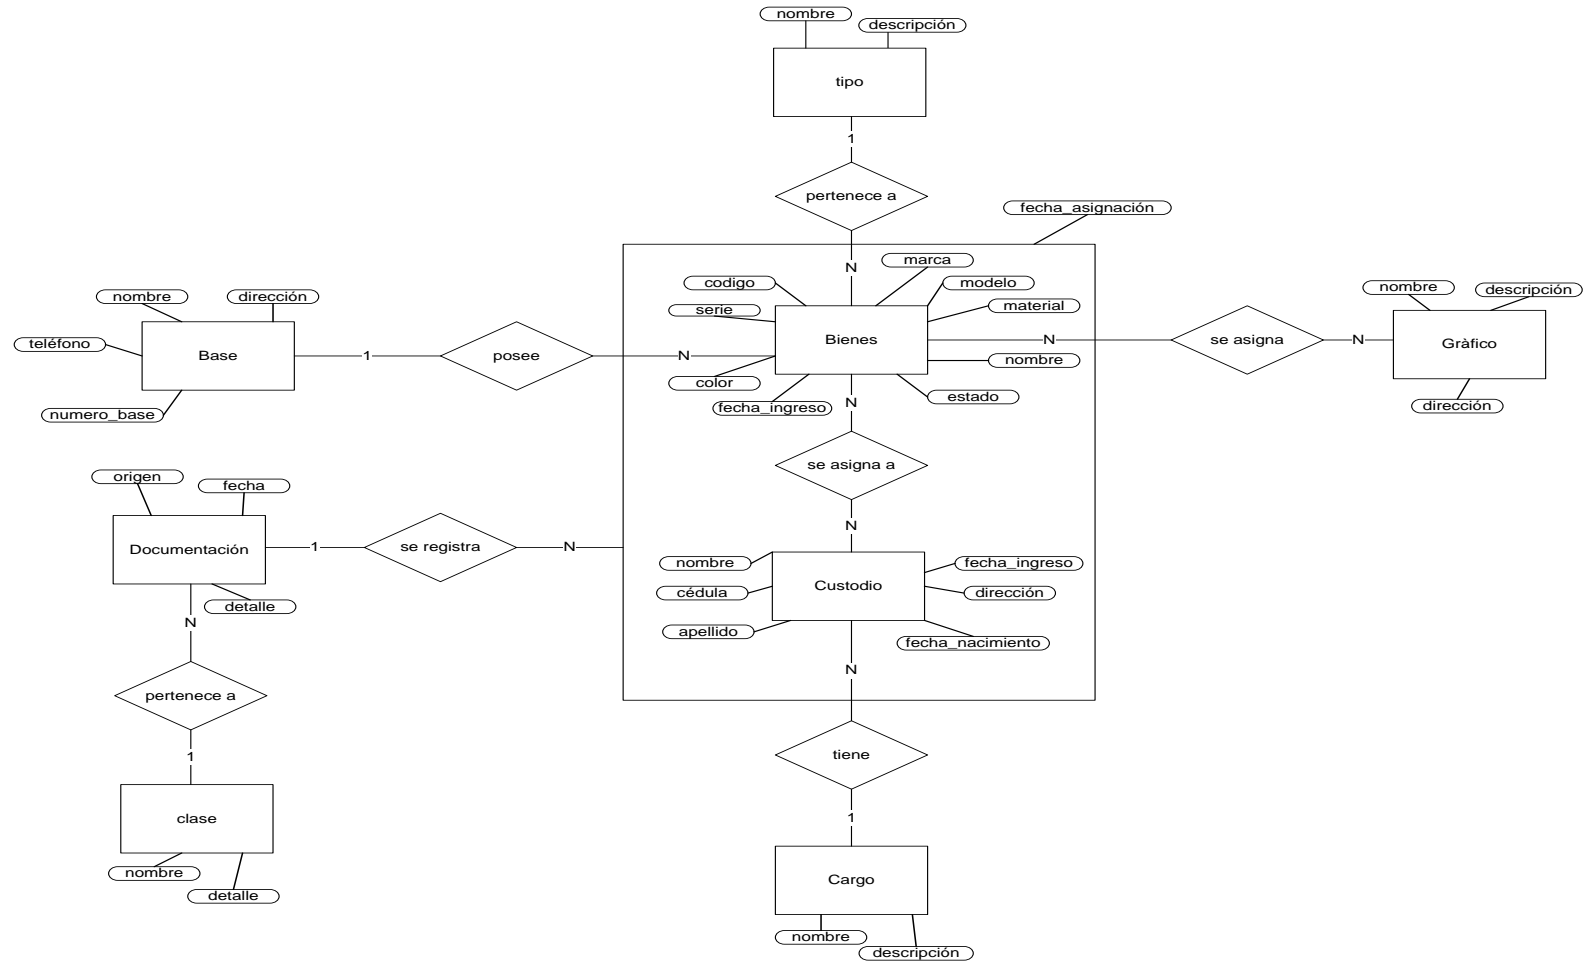 nombre
descripción
tipo
1
pertenece a
fecha_asignación
N
marca
codigo
modelo
serie
material
Bienes
nombre
color
estado
fecha_ingreso
nombre
dirección
teléfono
Base
numero_base
1
posee
N
N
se asigna
N
nombre
descripción
Gràfico
dirección
N
se asigna a
N
origen
fecha
Documentación
detalle
1
se registra
N
nombre
fecha_ingreso
cédula
Custodio
dirección
apellido
fecha_nacimiento
N
pertenece a
1
clase
nombre
detalle
N
tiene
1
Cargo
nombre
descripción